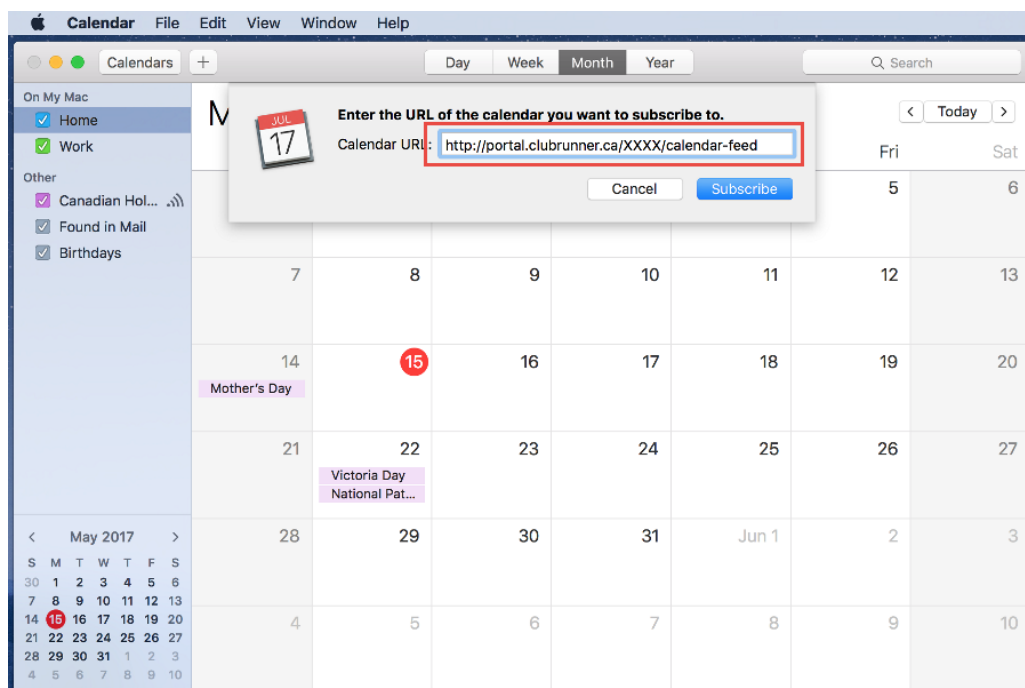 Calendar File Edit View Window Help
Calendars + Day Week Month Year Search
On My Mac
Home
Work
Other
Canadian Hol...
Found in Mail
Birthdays
M
JUL
17
Enter the URL of the calendar you want to subscribe to.
Calendar URL: http://portal.clubrunner.ca/XXXX/calendar-feed
Cancel Subscribe
< Today >
Fri Sat
5 6
7 8 9 10 11 12 13
14 15 16 17 18 19 20
Mother's Day
21 22 23 24 25 26 27
Victoria Day
National Pat...
28 29 30 31 Jun 1 2 3
4 5 6 7 8 9 10
< May 2017 >
S M T W T F S
30 1 2 3 4 5 6
7 8 9 10 11 12 13
14 15 16 17 18 19 20
21 22 23 24 25 26 27
28 29 30 31 1 2 3
4 5 6 7 8 9 10